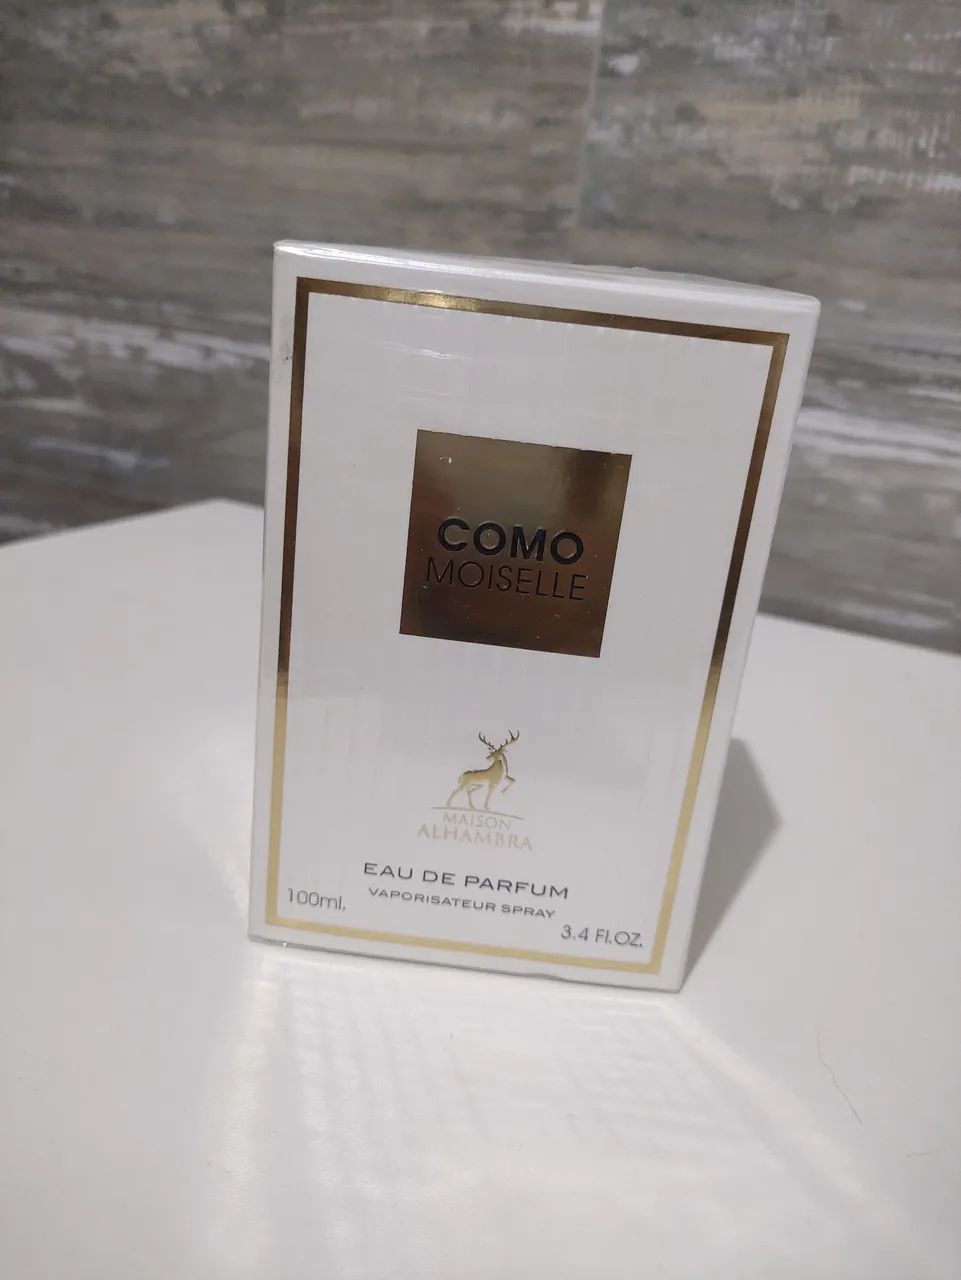 COMO
MOISELLE
MAISON
ALHAMBRA
EAU DE PARFUM
VAPORISATEUR SPRAY
100ml.
3.4 Fl.OZ.